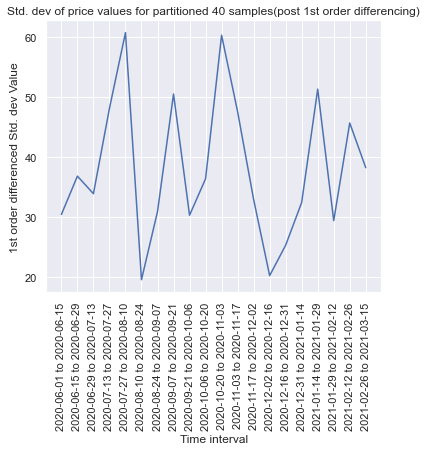 Std. dev of price values for partitioned 40 samples(post 1st order differencing)
1st order differenced Std. dev Value
60
50
40
30
20
2020-06-01 to 2020-06-15
2020-06-15 to 2020-06-29
2020-06-29 to 2020-07-13
2020-07-13 to 2020-07-27
2020-07-27 to 2020-08-10
2020-08-10 to 2020-08-24
2020-08-24 to 2020-09-07
2020-09-07 to 2020-09-21
2020-09-21 to 2020-10-06
2020-10-06 to 2020-10-20
2020-10-20 to 2020-11-03
2020-11-03 to 2020-11-17
2020-11-17 to 2020-12-02
2020-12-02 to 2020-12-16
2020-12-16 to 2020-12-31
2020-12-31 to 2021-01-14
2021-01-14 to 2021-01-29
2021-01-29 to 2021-02-12
2021-02-12 to 2021-02-26
2021-02-26 to 2021-03-15
Time interval